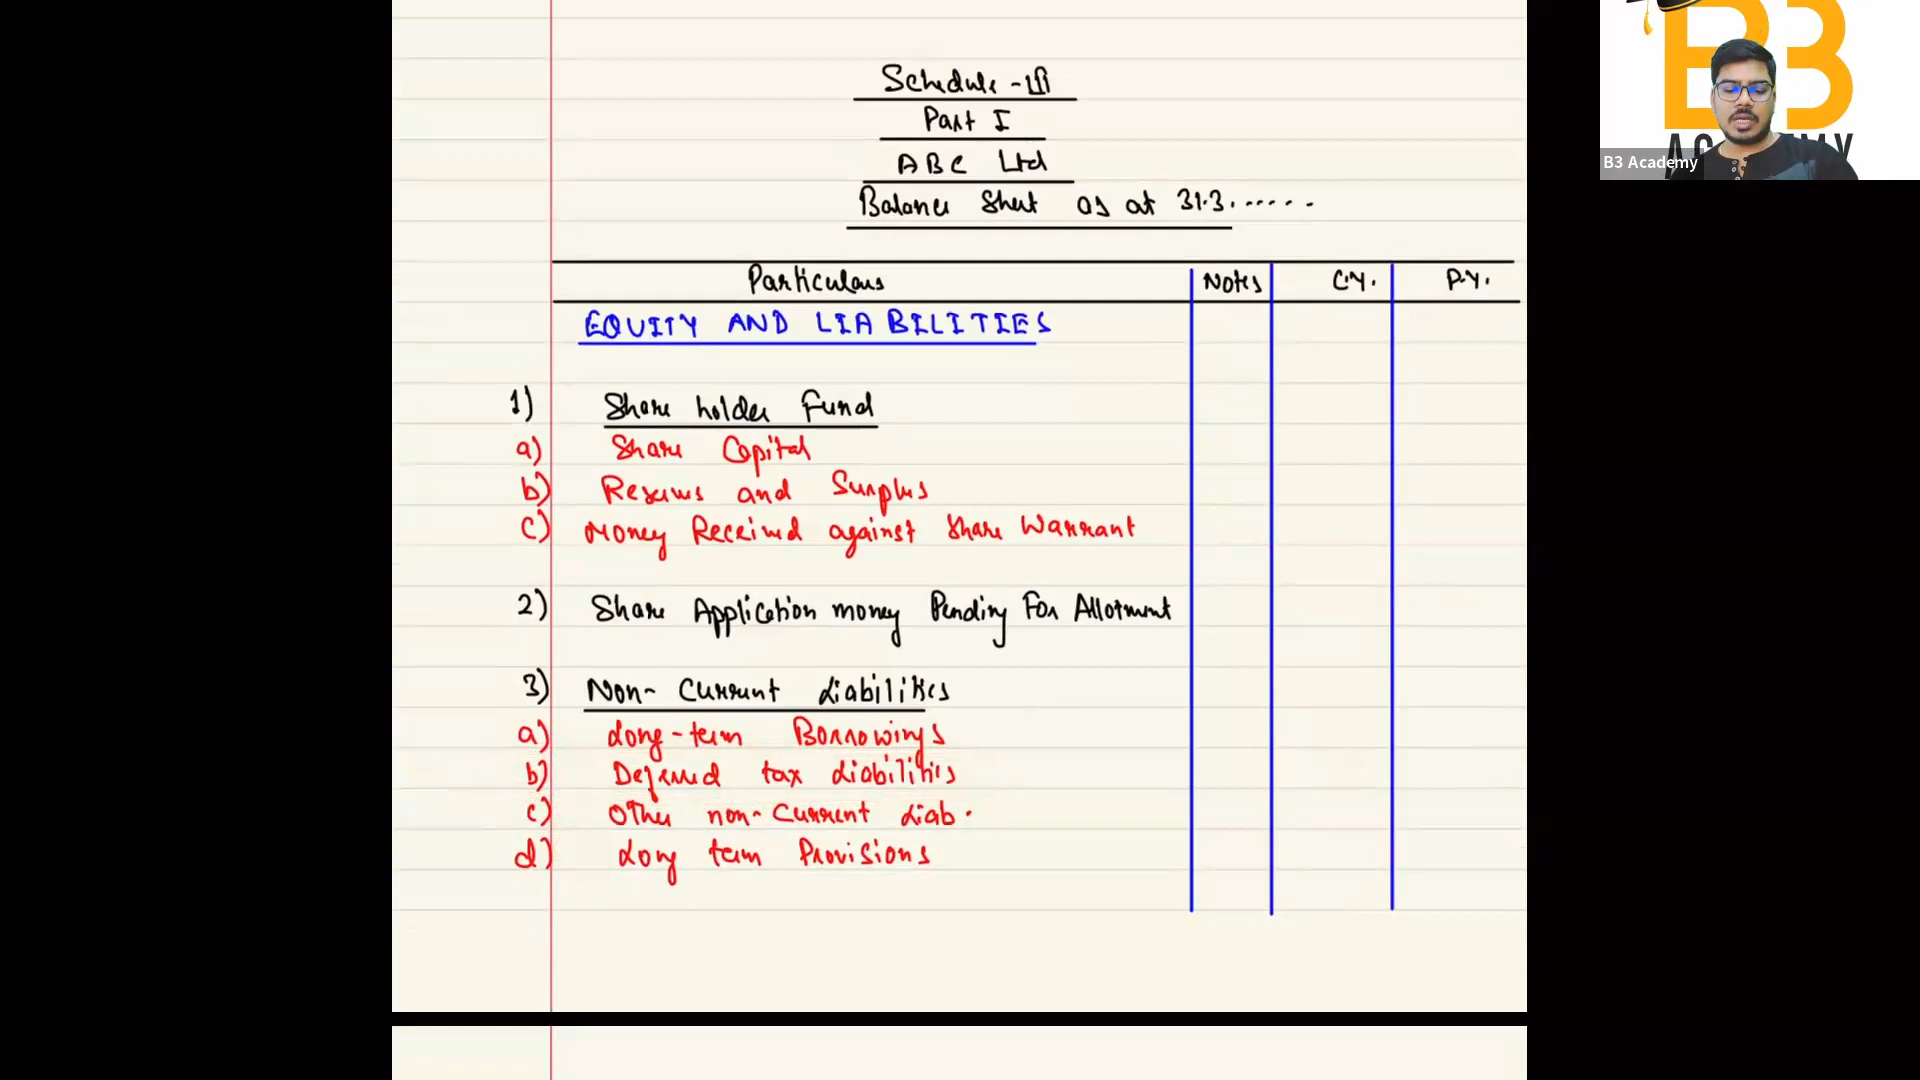 Schedule - III
Part I
ABC Ltd
Balance Sheet as at 31.3. .....
Particulars Notes C.Y. P.Y.
EQUITY AND LIABILITIES
1) Share holder Fund
a) Share Capital
b) Reserves and Surplus
c) Money Received against Share Warrant
2) Share Application money Pending For Allotment
3) Non- Current Liabilities
a) Long-term Borrowings
b) Deferred tax Liabilities
c) Other non- Current Liab.
d) Long term Provisions
B3
ACADEMY
B3 Academy